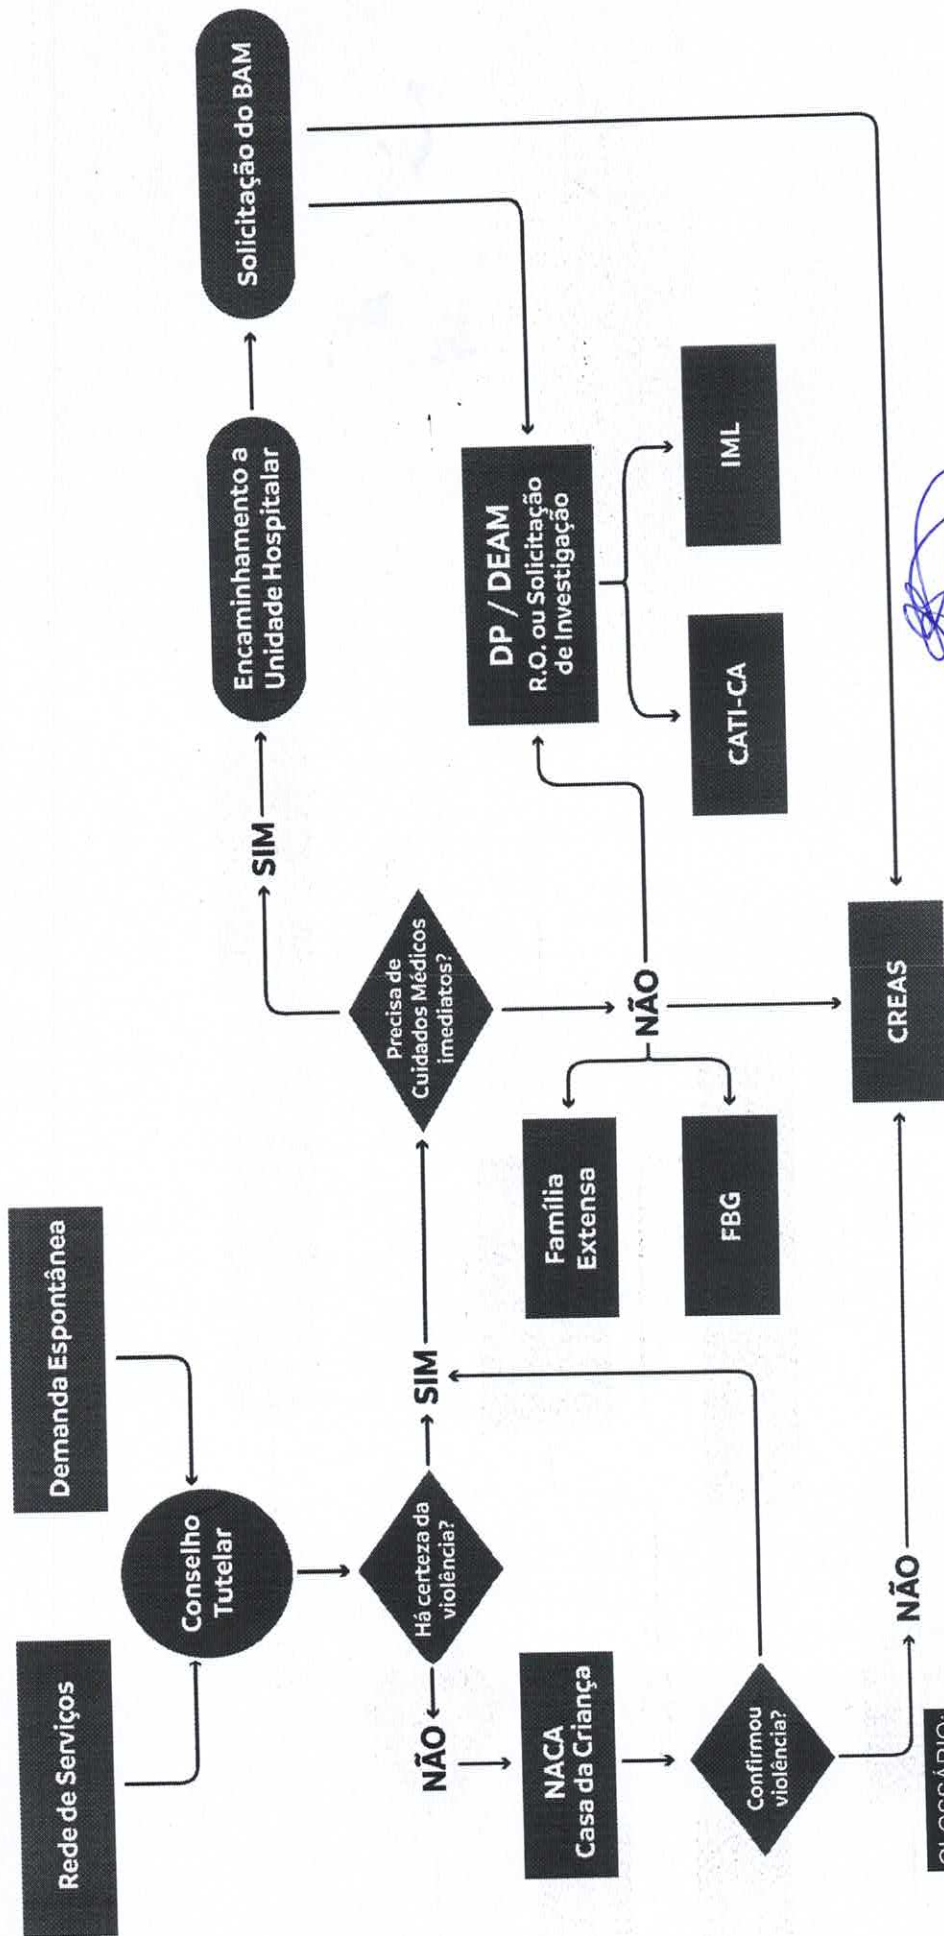 Rede de Serviços
Demanda Espontânea
Conselho
Tutelar
Há certeza da
violência?
SIM
NÃO
NACA
Casa da Criança
Confirmou
violência?
NÃO
Precisa de
Cuidados Médicos
imediatos?
SIM
Encaminhamento a
Unidade Hospitalar
Solicitação do BAM
NÃO
Família
Extensa
FBG
DP / DEAM
R.O. ou Solicitação
de Investigação
CATI-CA
IML
CREAS
GLOSSÁRIO: